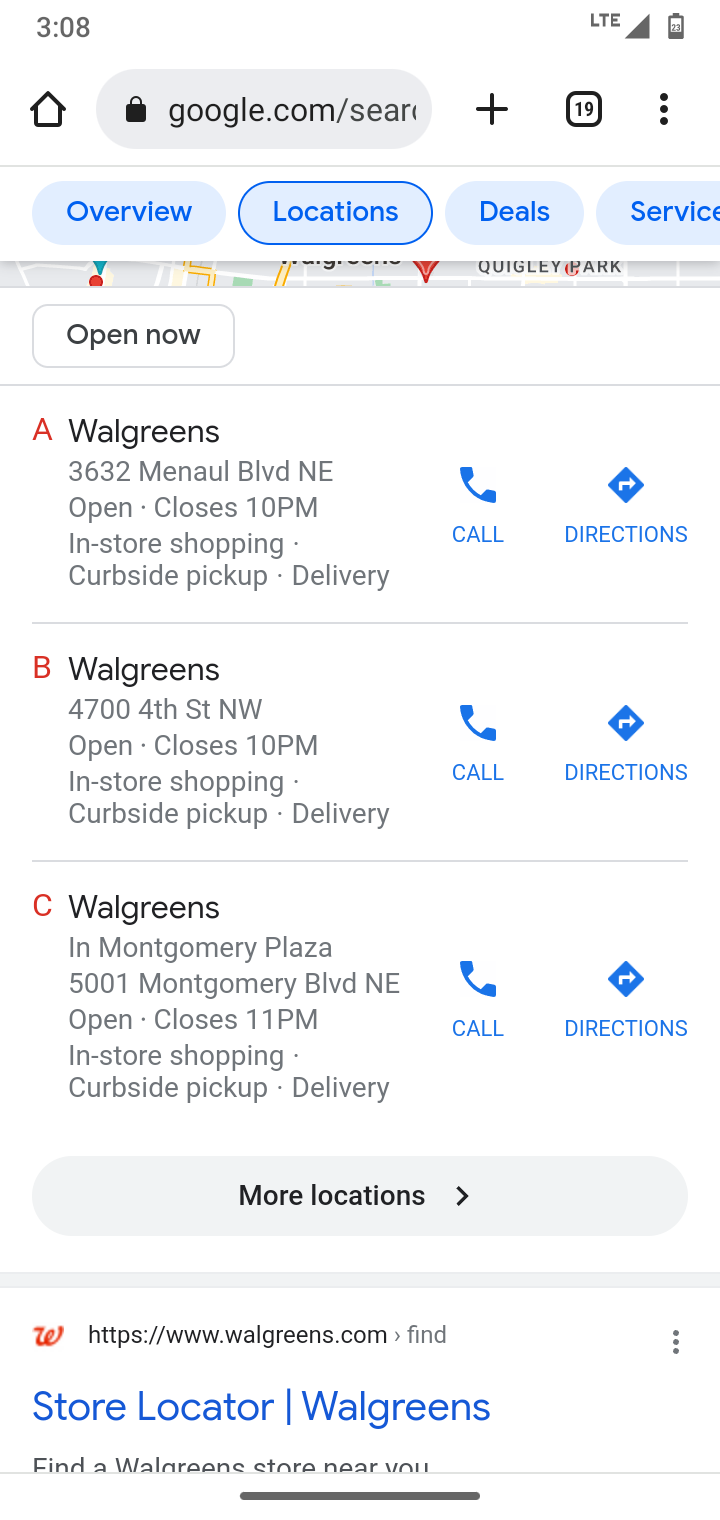 3:08
LTE
23
google.com/sear
19
Overview
Locations
Deals
Service
Walgreens
QUIGLEY PARK
Open now
A Walgreens
3632 Menaul Blvd NE
Open · Closes 10PM
In-store shopping ·
Curbside pickup · Delivery
CALL
DIRECTIONS
B Walgreens
4700 4th St NW
Open · Closes 10PM
In-store shopping ·
Curbside pickup · Delivery
CALL
DIRECTIONS
C Walgreens
In Montgomery Plaza
5001 Montgomery Blvd NE
Open · Closes 11PM
In-store shopping ·
Curbside pickup · Delivery
CALL
DIRECTIONS
More locations
https://www.walgreens.com › find
Store Locator | Walgreens
Find a Walgreens store near you